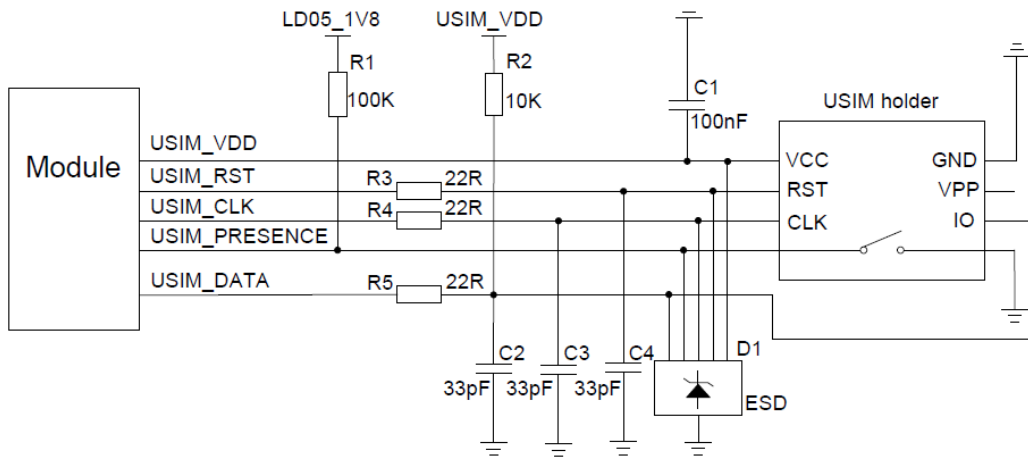 LD05_1V8
USIM_VDD
R1
100K
R2
10K
C1
100nF
USIM holder
Module
USIM_VDD
VCC
GND
USIM_RST
R3
22R
RST
VPP
USIM_CLK
R4
22R
CLK
IO
USIM_PRESENCE
USIM_DATA
R5
22R
C2
33pF
C3
33pF
C4
33pF
D1
ESD